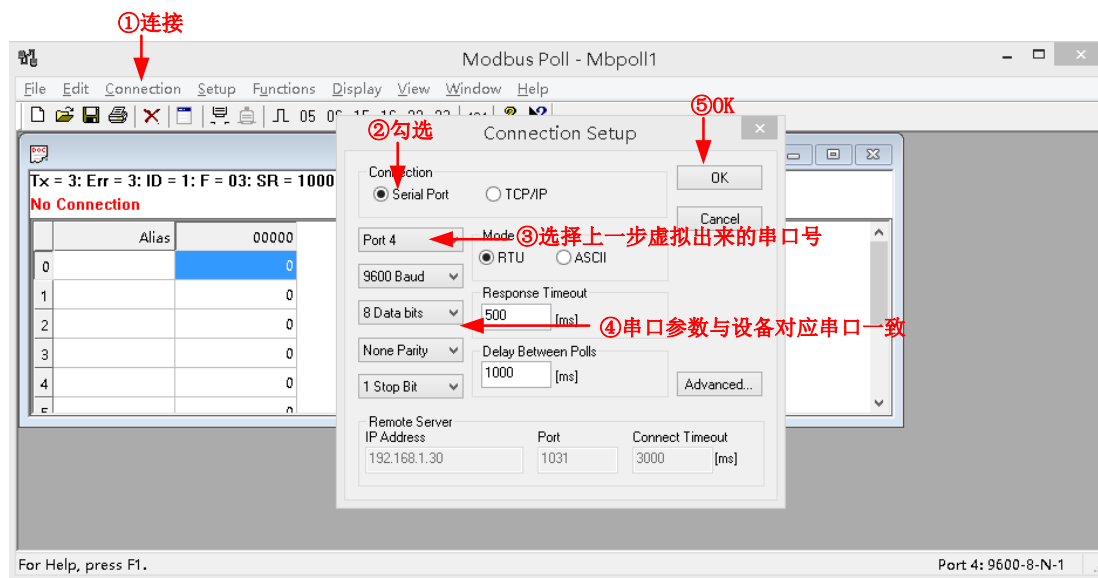 ①连接
Modbus Poll - Mbpoll1
File Edit Connection Setup Functions Display View Window Help
⑤OK
05
②勾选
Connection Setup
Tx = 3: Err = 3: ID = 1: F = 03: SR = 1000
No Connection
Alias 00000
0 0
1 0
2 0
3 0
4 0
Connection
Serial Port TCP/IP
OK
Cancel
Port 4
Mode
③选择上一步虚拟出来的串口号
RTU ASCII
9600 Baud
Response Timeout
8 Data bits
500 [ms]
④串口参数与设备对应串口一致
None Parity
Delay Between Polls
1000 [ms]
1 Stop Bit
Advanced...
Remote Server
IP Address Port Connect Timeout
192.168.1.30 1031 3000 [ms]
For Help, press F1.
Port 4: 9600-8-N-1